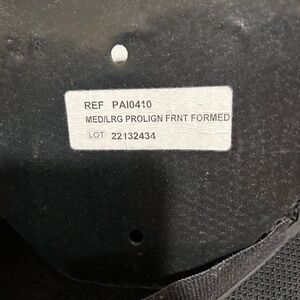 REF PAI0410
MED/LRG PROLIGN FRNT FORMED
LOT 22132434